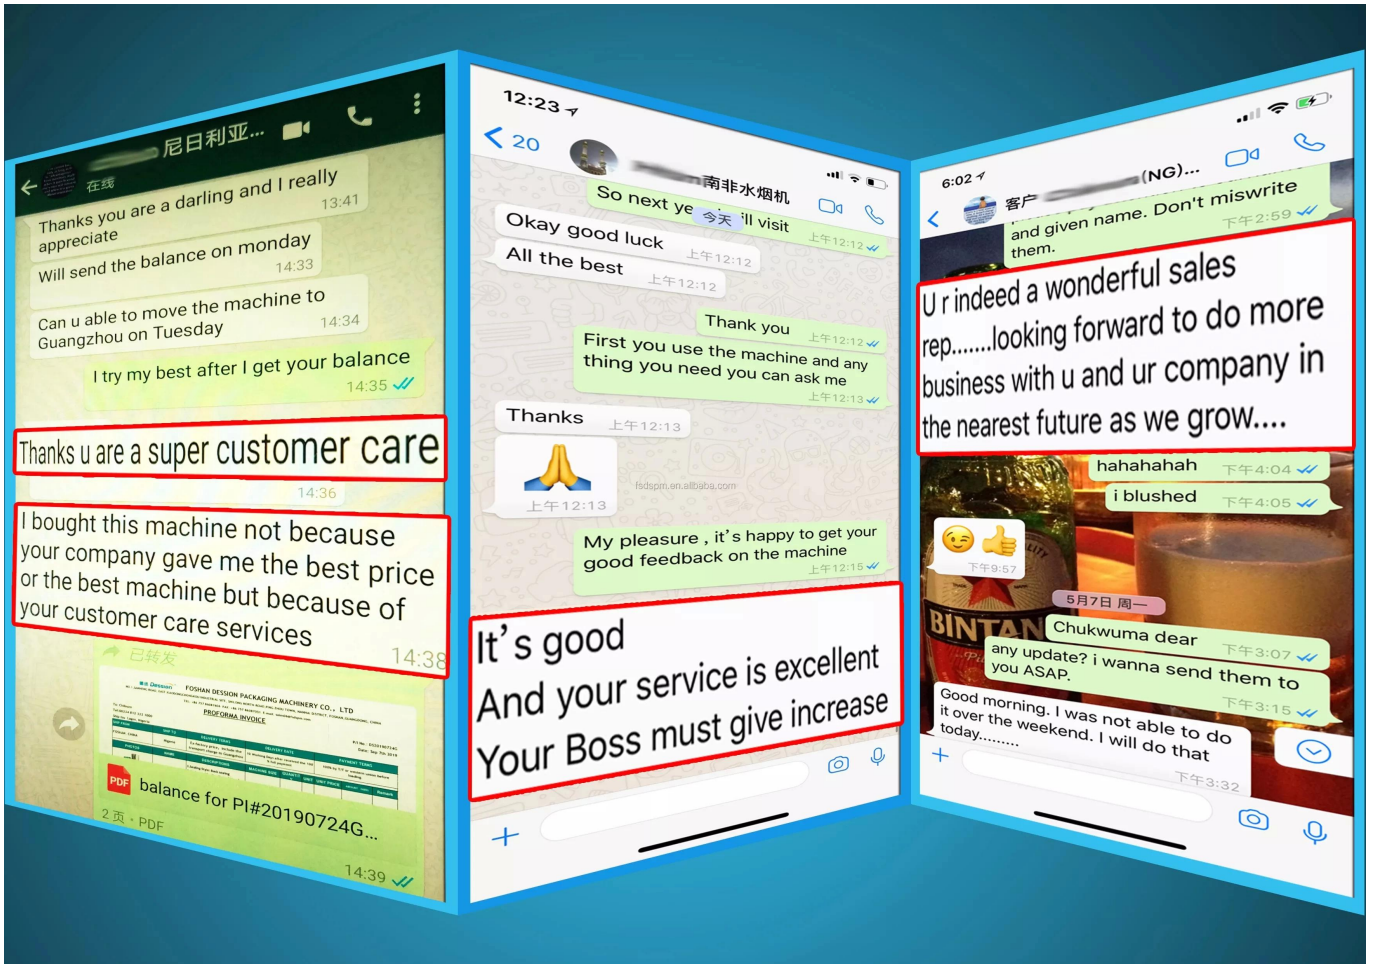 尼日利亚...
在线
Thanks you are a darling and I really
appreciate
13:41
Will send the balance on monday
14:33
Can u able to move the machine to
Guangzhou on Tuesday
14:34
I try my best after I get your balance
14:35
Thanks u are a super customer care
14:36
I bought this machine not because
your company gave me the best price
or the best machine but because of
your customer care services
14:38
已转发
Dession
FOSHAN DESSION PACKAGING MACHINERY CO., LTD
PROFORMA INVOICE
PDF
balance for PI#20190724G...
2 页 · PDF
14:39
12:23
20
南非水烟机
So next ye
ill visit
今天
上午12:12
Okay good luck
上午12:12
All the best
上午12:12
Thank you
上午12:12
First you use the machine and any
thing you need you can ask me
上午12:13
Thanks
上午12:13
上午12:13
fsdspm.en.alibaba.com
My pleasure , it's happy to get your
good feedback on the machine
上午12:15
It's good
And your service is excellent
Your Boss must give increase
6:02
客户
(NG)...
and given name. Don't miswrite
them.
下午2:59
U r indeed a wonderful sales
rep.......looking forward to do more
business with u and ur company in
the nearest future as we grow....
hahahahah
下午4:04
i blushed
下午4:05
下午9:57
BINTAN
5月7日 周一
Chukwuma dear
下午3:07
any update? i wanna send them to
you ASAP.
下午3:15
Good morning. I was not able to do
it over the weekend. I will do that
today.........
下午3:32